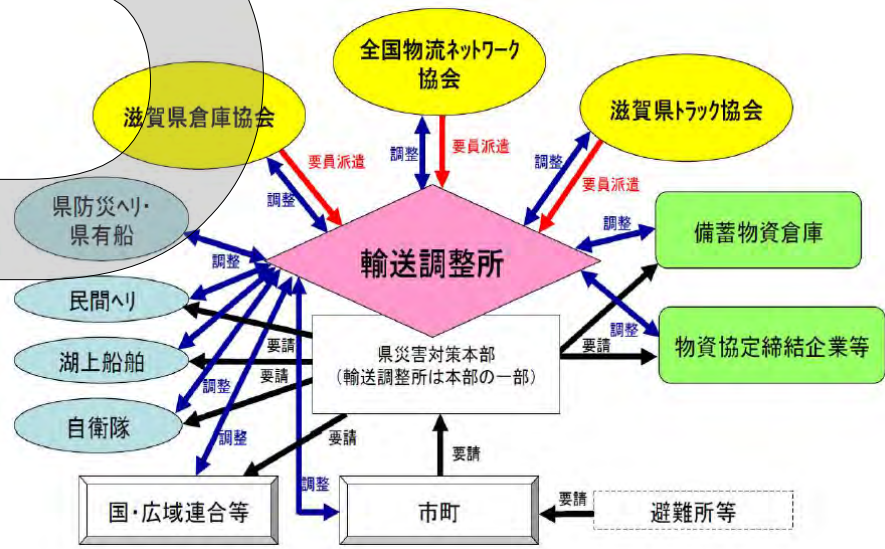 全国物流ネットワーク
協会
滋賀県倉庫協会
滋賀県トラック協会
要員派遣
調整
調整
要員派遣
調整
要員派遣
県防災ヘリ・
県有船
調整
輸送調整所
調整
備蓄物資倉庫
民間ヘリ
調整
湖上船舶
要請
県災害対策本部
(輸送調整所は本部の一部)
要請
物資協定締結企業等
要請
調整
自衛隊
調整
要請
要請
国・広域連合等
調整
市町
要請
避難所等